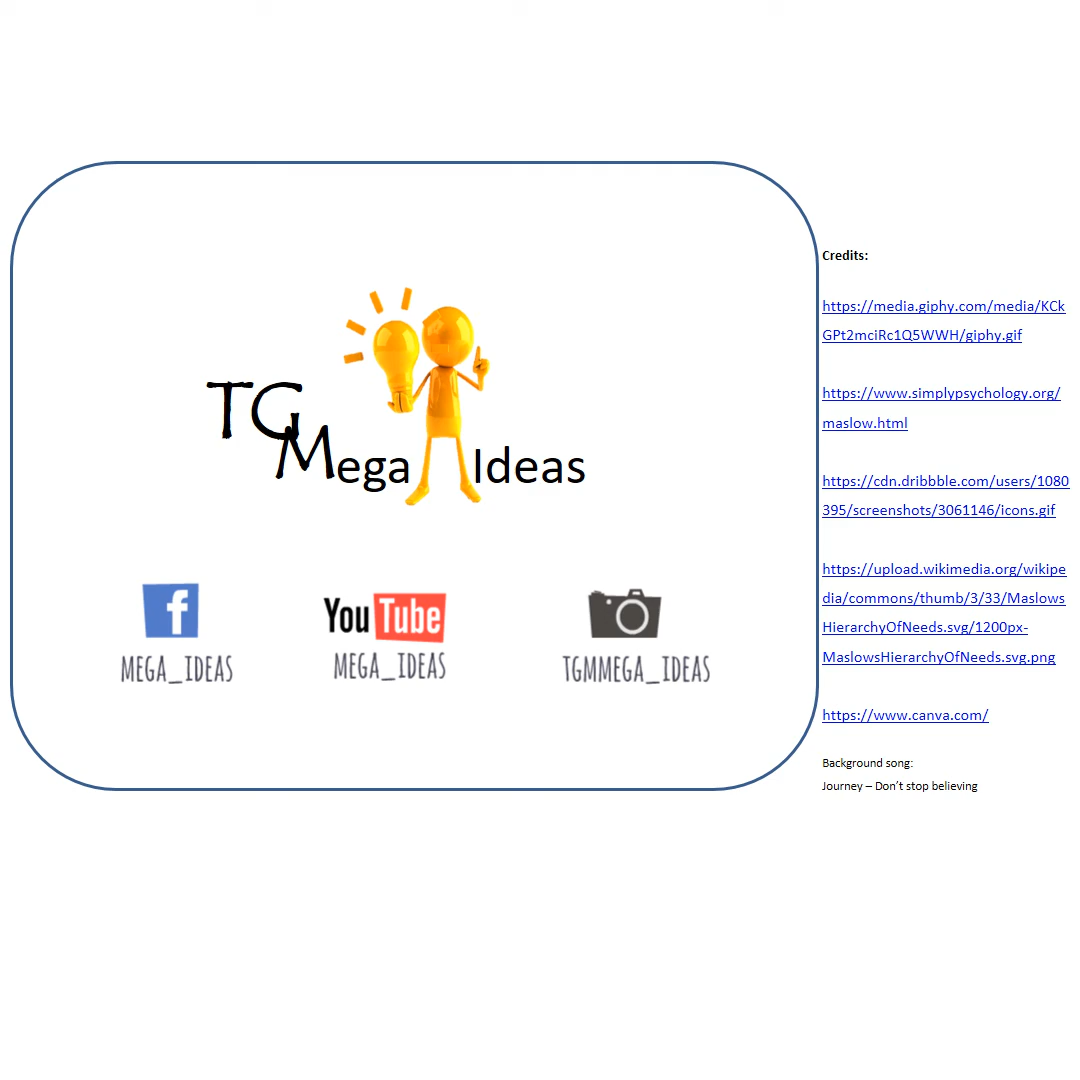 TGMega Ideas
MEGA_IDEAS
You Tube
MEGA_IDEAS
TGMMEGA_IDEAS
Credits:
https://media.giphy.com/media/KCk
GPt2mciRc1Q5WWH/giphy.gif
https://www.simplypsychology.org/
maslow.html
https://cdn.dribbble.com/users/1080
395/screenshots/3061146/icons.gif
https://upload.wikimedia.org/wikipe
dia/commons/thumb/3/33/Maslows
HierarchyOfNeeds.svg/1200px-
MaslowsHierarchyOfNeeds.svg.png
https://www.canva.com/
Background song:
Journey – Don’t stop believing